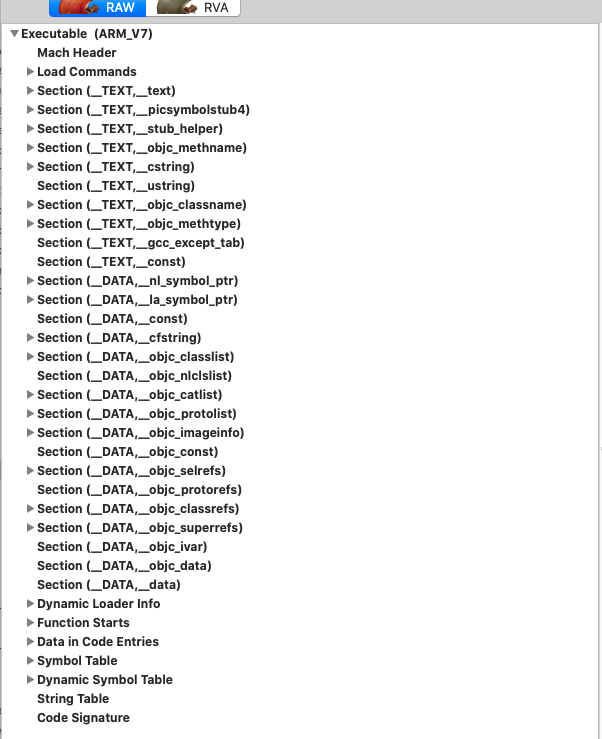 RAW RVA
Executable (ARM_V7)
Mach Header
Load Commands
Section (__TEXT,__text)
Section (__TEXT,__picsymbolstub4)
Section (__TEXT,__stub_helper)
Section (__TEXT,__objc_methname)
Section (__TEXT,__cstring)
Section (__TEXT,__ustring)
Section (__TEXT,__objc_classname)
Section (__TEXT,__objc_methtype)
Section (__TEXT,__gcc_except_tab)
Section (__TEXT,__const)
Section (__DATA,__nl_symbol_ptr)
Section (__DATA,__la_symbol_ptr)
Section (__DATA,__const)
Section (__DATA,__cfstring)
Section (__DATA,__objc_classlist)
Section (__DATA,__objc_nlclslist)
Section (__DATA,__objc_catlist)
Section (__DATA,__objc_protolist)
Section (__DATA,__objc_imageinfo)
Section (__DATA,__objc_const)
Section (__DATA,__objc_selrefs)
Section (__DATA,__objc_protorefs)
Section (__DATA,__objc_classrefs)
Section (__DATA,__objc_superrefs)
Section (__DATA,__objc_ivar)
Section (__DATA,__objc_data)
Section (__DATA,__data)
Dynamic Loader Info
Function Starts
Data in Code Entries
Symbol Table
Dynamic Symbol Table
String Table
Code Signature